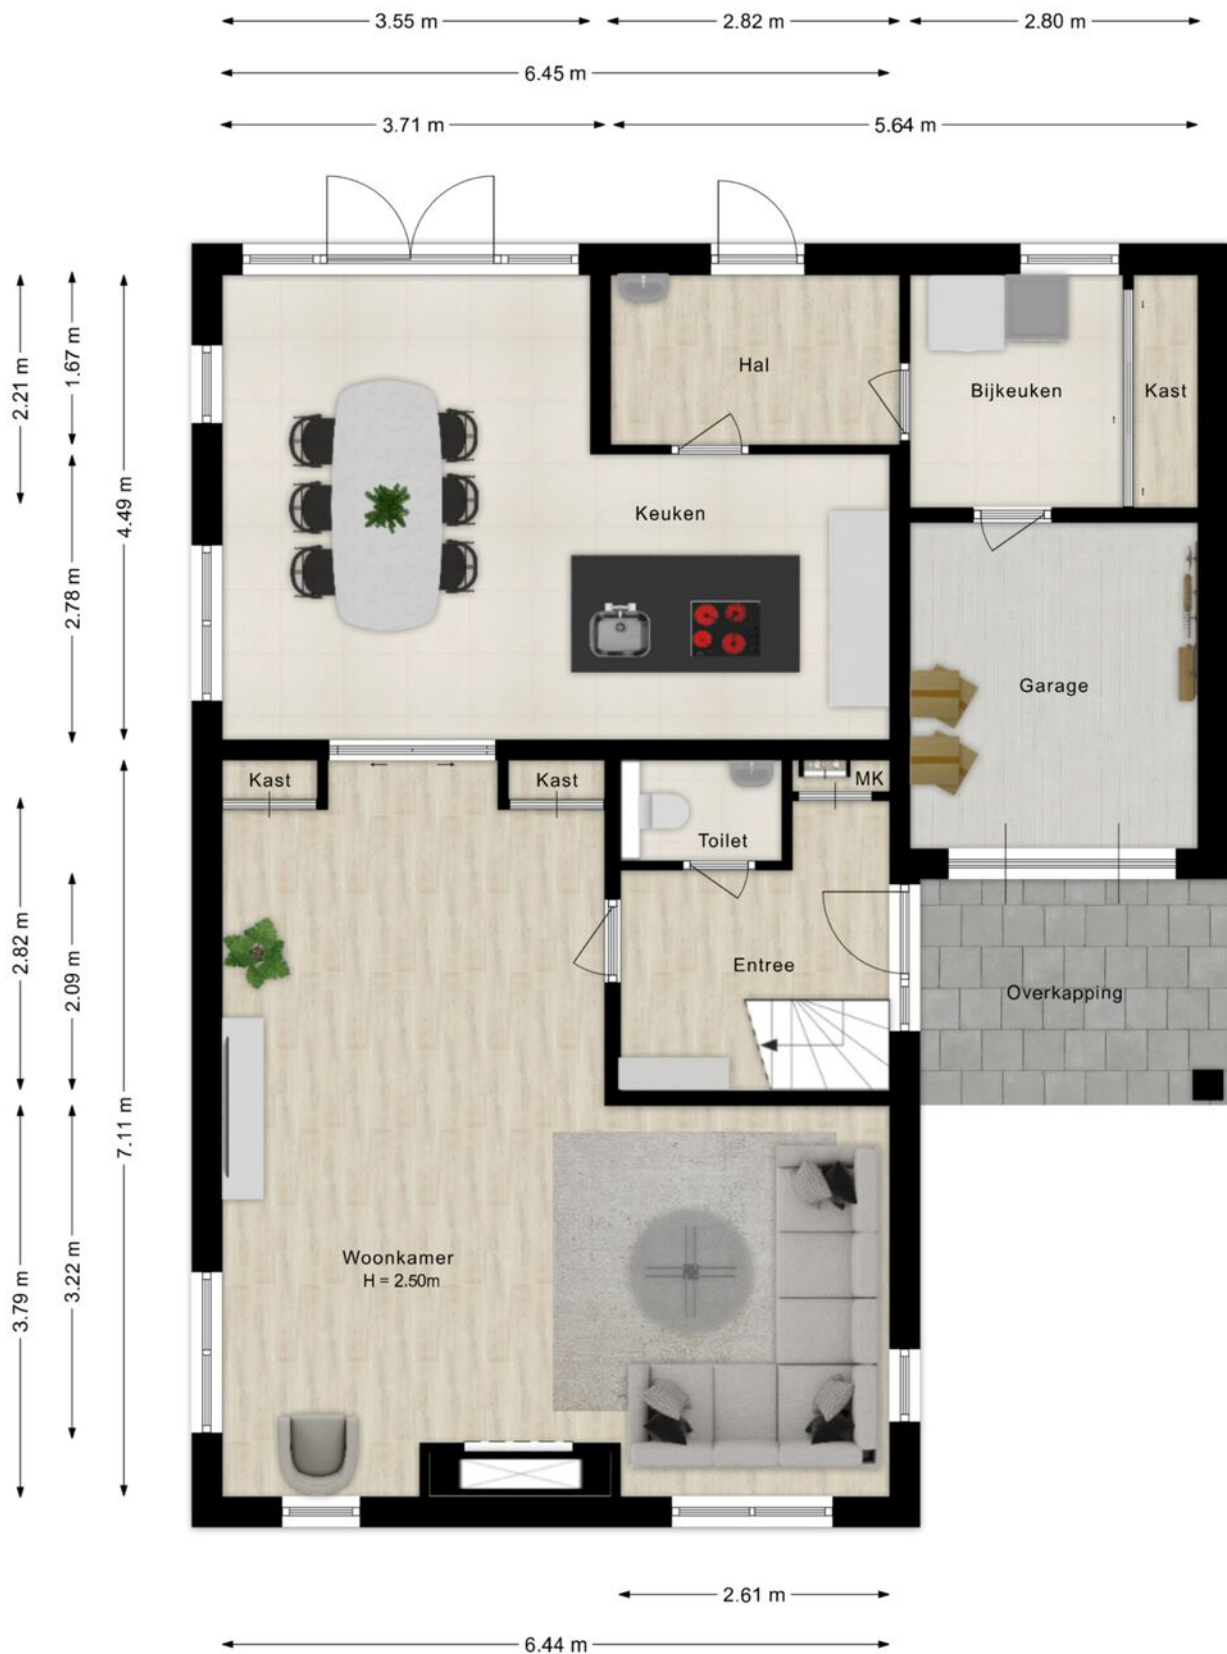 3.55 m
2.82 m
2.80 m
6.45 m
3.71 m
5.64 m
2.21 m
1.67 m
4.49 m
2.78 m
Hal
Bijkeuken
Kast
Keuken
Garage
Kast
Kast
MK
Toilet
2.82 m
2.09 m
Entree
Overkapping
7.11 m
3.79 m
3.22 m
Woonkamer
H = 2.50m
2.61 m
6.44 m